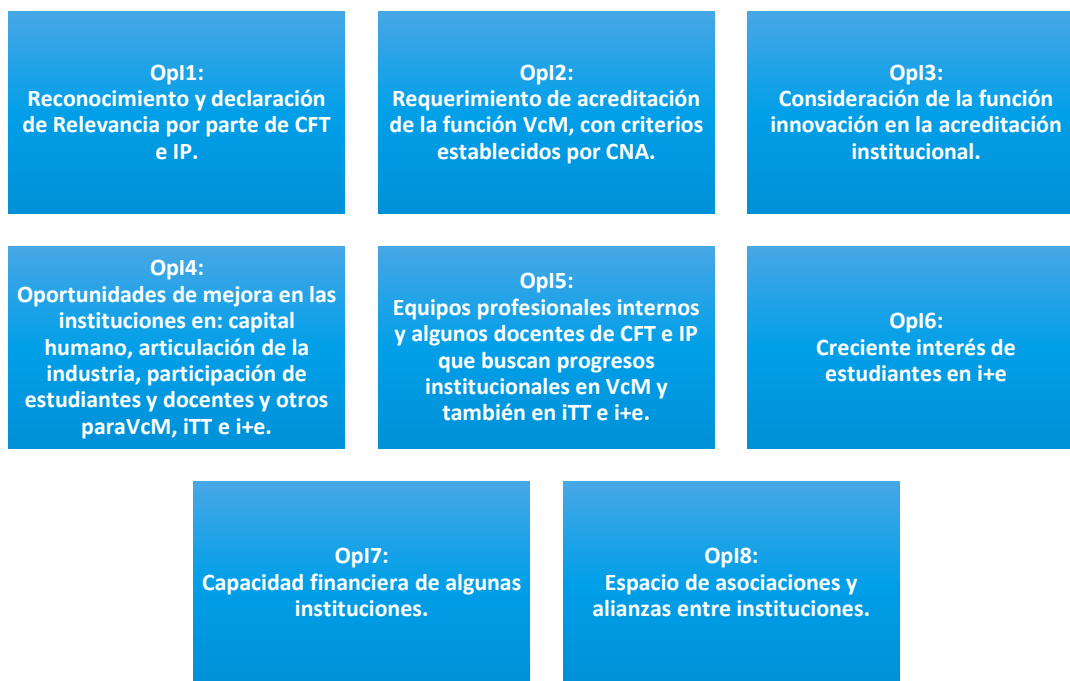 OpI1:
Reconocimiento y declaración
de Relevancia por parte de CFT
e IP.
OpI2:
Requerimiento de acreditación
de la función VcM, con criterios
establecidos por CNA.
OpI3:
Consideración de la función
innovación en la acreditación
institucional.
OpI4:
Oportunidades de mejora en las
instituciones en: capital
humano, articulación de la
industria, participación de
estudiantes y docentes y otros
paraVcM, iTT e i+e.
OpI5:
Equipos profesionales internos
y algunos docentes de CFT e IP
que buscan progresos
institucionales en VcM y
también en iTT e i+e.
OpI6:
Creciente interés de
estudiantes en i+e
OpI7:
Capacidad financiera de algunas
instituciones.
OpI8:
Espacio de asociaciones y
alianzas entre instituciones.